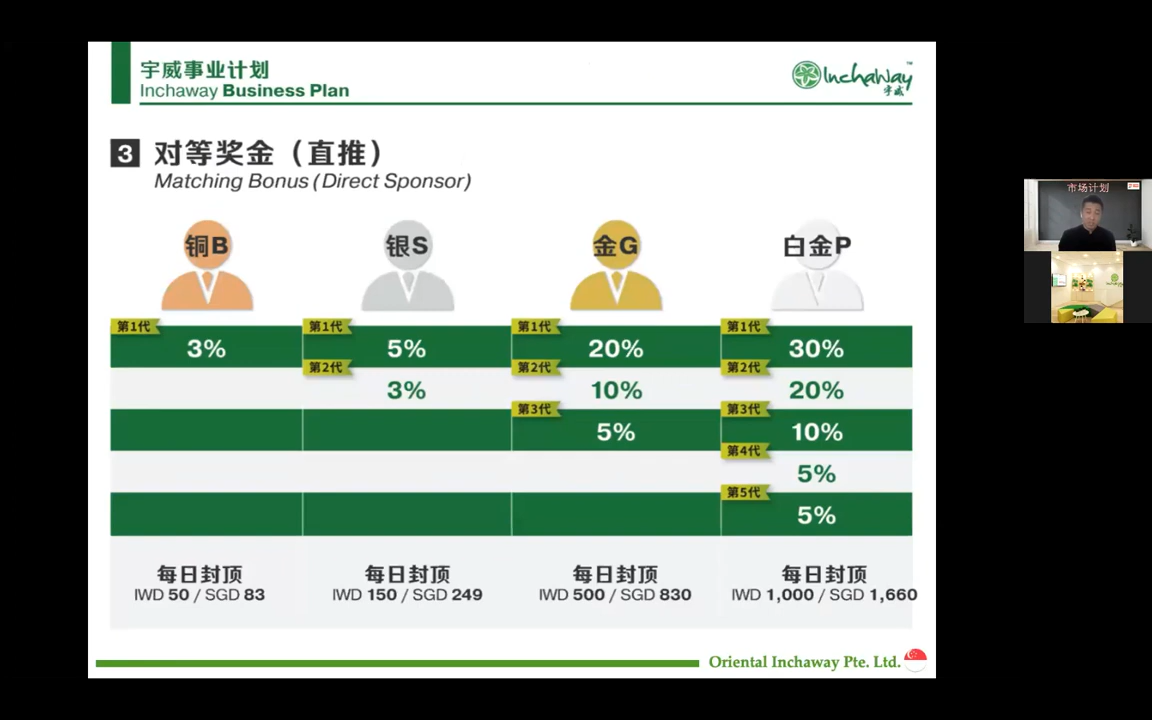 宇威事业计划
Inchaway Business Plan
Inchaway™
宇威
3 对等奖金（直推）
Matching Bonus (Direct Sponsor)
铜B 银S 金G 白金P
第1代 第1代 第1代 第1代
3% 5% 20% 30%
第2代 第2代 第2代
3% 10% 20%
第3代 第3代
5% 10%
第4代
5%
第5代
5%
每日封顶 每日封顶 每日封顶 每日封顶
IWD 50 / SGD 83 IWD 150 / SGD 249 IWD 500 / SGD 830 IWD 1,000 / SGD 1,660
Oriental Inchaway Pte. Ltd.
市场计划